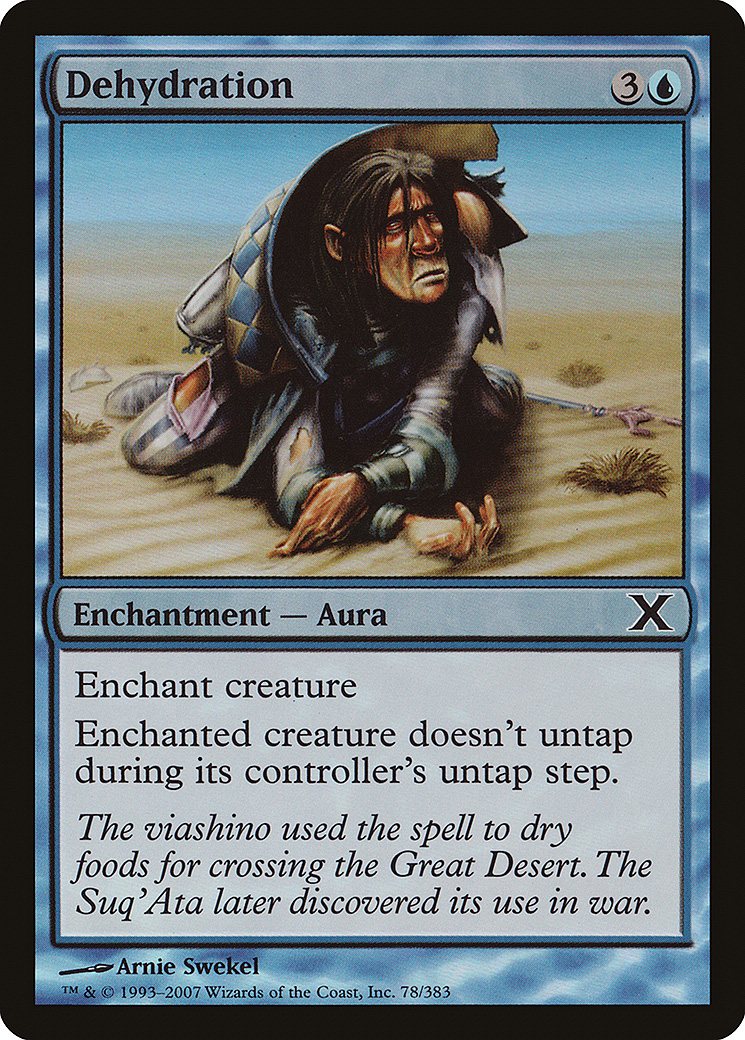 Dehydration 3
Enchantment — Aura X
Enchant creature
Enchanted creature doesn't untap
during its controller's untap step.
The viashino used the spell to dry
foods for crossing the Great Desert. The
Suq'Ata later discovered its use in war.
Arnie Swekel
™ & © 1993–2007 Wizards of the Coast, Inc. 78/383